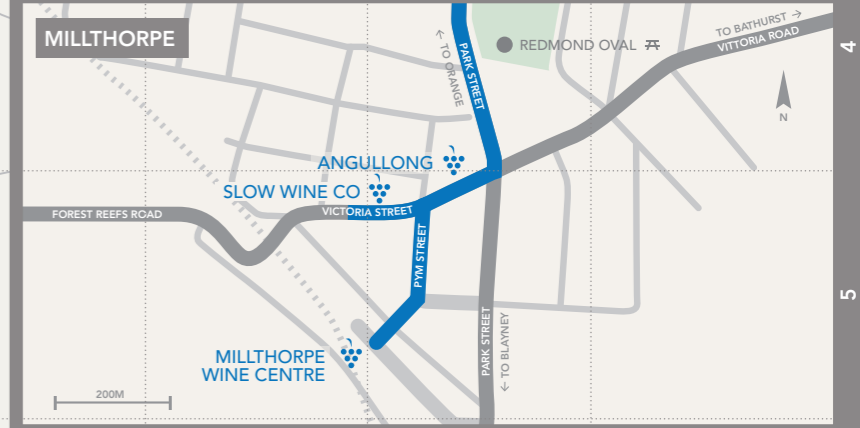 MILLTHORPE
TO BATHURST →
VITTORIA ROAD
4
REDMOND OVAL
← TO ORANGE
PARK STREET
N
ANGULLONG
SLOW WINE CO
FOREST REEFS ROAD
VICTORIA STREET
PYM STREET
5
PARK STREET
← TO BLAYNEY
MILLTHORPE
WINE CENTRE
200M